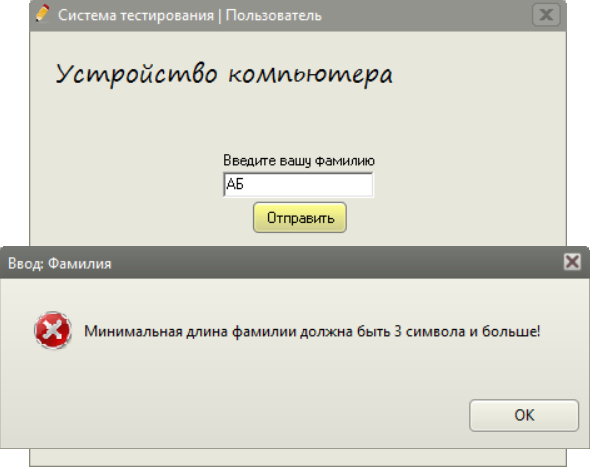 Система тестирования | Пользователь
Устройство компьютера
Введите вашу фамилию
АБ
Отправить
Ввод: Фамилия
Минимальная длина фамилии должна быть 3 символа и больше!
ОК